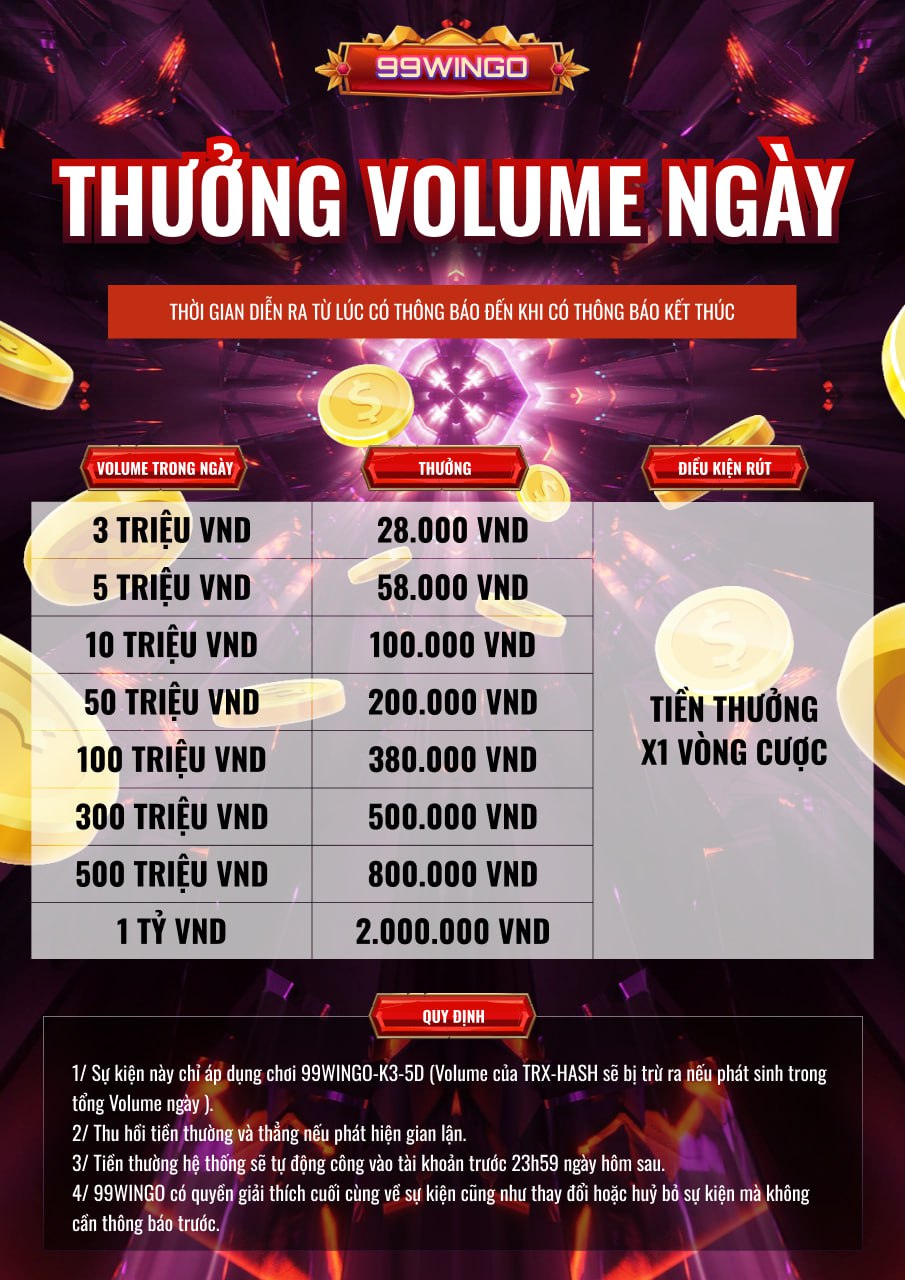 99WINGO
THƯỞNG VOLUME NGÀY
THỜI GIAN DIỄN RA TỪ LÚC CÓ THÔNG BÁO ĐẾN KHI CÓ THÔNG BÁO KẾT THÚC
VOLUME TRONG NGÀY THƯỞNG ĐIỀU KIỆN RÚT
3 TRIỆU VND 28.000 VND
5 TRIỆU VND 58.000 VND
10 TRIỆU VND 100.000 VND
50 TRIỆU VND 200.000 VND
100 TRIỆU VND 380.000 VND
300 TRIỆU VND 500.000 VND
500 TRIỆU VND 800.000 VND
1 TỶ VND 2.000.000 VND
TIỀN THƯỞNG
X1 VÒNG CƯỢC
QUY ĐỊNH
1/ Sự kiện này chỉ áp dụng chơi 99WINGO-K3-5D (Volume của TRX-HASH sẽ bị trừ ra nếu phát sinh trong
tổng Volume ngày ).
2/ Thu hồi tiền thường và thẳng nếu phát hiện gian lận.
3/ Tiền thường hệ thống sẽ tự động công vào tài khoản trước 23h59 ngày hôm sau.
4/ 99WINGO có quyền giải thích cuối cùng về sự kiện cũng như thay đổi hoặc huỷ bỏ sự kiện mà không
cần thông báo trước.